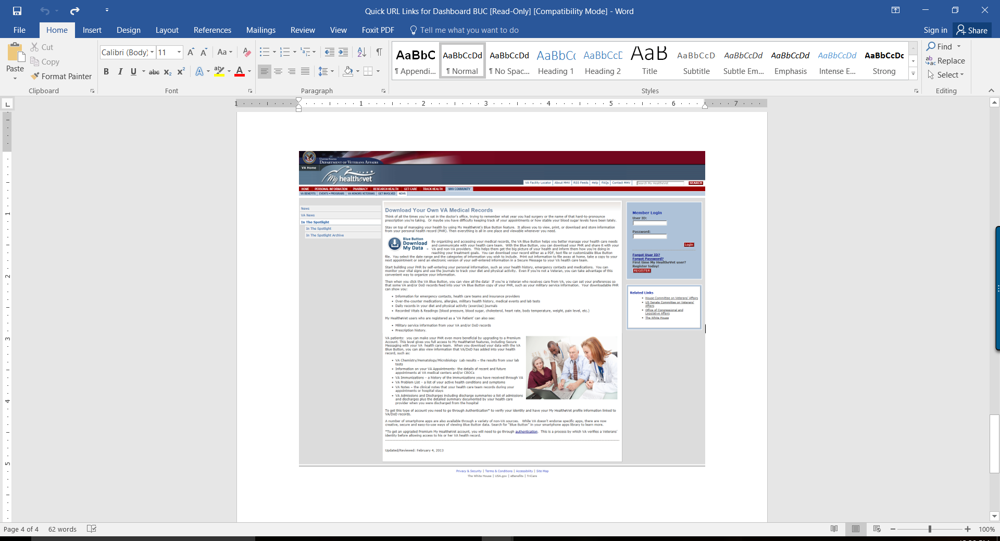 Quick URL Links for Dashboard BUC [Read-Only] [Compatibility Mode] - Word
File Home Insert Design Layout References Mailings Review View Foxit PDF Tell me what you want to do Sign in Share
Paste
Cut
Copy
Format Painter
Clipboard
Calibri (Body) 11
Font
Paragraph
AaBbC AaBbCcDd AaBbCcDd AaBbC AaBbCcE AaB AaBbCcD AaBbCcDd AaBbCcDd AaBbCcDd AaBbCcDc
¶ Appendi... ¶ Normal ¶ No Spac... Heading 1 Heading 2 Title Subtitle Subtle Em... Emphasis Intense E... Strong
Styles
Find
Replace
Select
Editing
1 1 2 3 4 5 6 7
UNITED STATES
DEPARTMENT OF VETERANS AFFAIRS
VA Home
My healthevet
VA Facility Locator | About MHV | RSS Feeds | Help | FAQs | Contact MHV Search My HealtheVet SEARCH
HOME PERSONAL INFORMATION PHARMACY RESEARCH HEALTH GET CARE TRACK HEALTH MHV COMMUNITY
VA BENEFITS EVENTS + PROGRAMS VA HONORS VETERANS GET INVOLVED NEWS
News
VA News
In The Spotlight
In The Spotlight
In The Spotlight Archive
Download Your Own VA Medical Records
Think of all the times you've sat in the doctor's office, trying to remember what year you had surgery or the name of that hard-to-pronounce
prescription you're taking. Or maybe you have difficulty keeping track of your appointments or how stable your blood sugar levels have been lately.
Stay on top of managing your health by using My HealtheVet's Blue Button feature. It allows you to view, print, or download and store information
from your personal health record (PHR). Then everything is all in one place and viewable whenever you need.
Blue Button
Download
My Data
By organizing and accessing your medical records, the VA Blue Button helps you better manage your health care needs
and communicate with your health care team. With the Blue Button, you can download your PHR and share it with your
VA and non-VA providers. This helps them get the big picture of your health and inform them how you're doing in
reaching your treatment goals. You can download your record either as a PDF, text file or customizable Blue Button
file. You select the date range and the categories of information you wish to include. Print out information to file away at home, take a copy to your
next appointment or send an electronic version of your self-entered information in a Secure Message to your VA health care team.
Start building your PHR by self-entering your personal information, such as your health history, emergency contacts and medications. You can
monitor your vital signs and use the journals to track your diet and physical activity. Even if you're not a Veteran, you can take advantage of this
convenient way to organize your information.
Then when you click the VA Blue Button, you can view all the data! If you're a Veteran who receives care from VA, you can set your preferences so
that some VA and/or DoD records feed into your VA Blue Button copy of your PHR, such as your military service information. Your downloadable PHR
can show you:
• Information for emergency contacts, health care teams and insurance providers
• Over-the-counter medications, allergies, military health history, medical events and lab tests
• Daily records in your diet and physical activity (exercise) journals
• Recorded Vitals & Readings (blood pressure, blood sugar, cholesterol, heart rate, body temperature, weight, pain level, etc.)
My HealtheVet users who are registered as a 'VA Patient' can also see:
• Military service information from your VA and/or DoD records
• Prescription history.
VA patients: you can make your PHR even more beneficial by upgrading to a Premium
Account. This level gives you full access to My HealtheVet features, including Secure
Messaging with your VA health care team. When you download your data with the VA
Blue Button, you can also view information that VA/DoD has added into your health
record, such as:
• VA Chemistry/Hematology/Microbiology Lab results – the results from your lab
tests
• Information on your VA Appointments– the details of recent and future
appointments at VA medical centers and/or CBOCs
• VA Immunizations – a history of the immunizations you have received through VA
• VA Problem List – a list of your active health conditions and symptoms
• VA Notes – the clinical notes that your health care team records during your
appointments or hospital stays
• VA Admissions and Discharges including discharge summaries-a list of admissions
and discharges plus the detailed summary documented by your health care
provider when you were discharged from the hospital
To get this type of account you need to go through Authentication* to verify your identity and have your My HealtheVet profile information linked to
VA/DoD records.
A number of smartphone apps are also available through a variety of non-VA sources. While VA doesn't endorse specific apps, there are now
creative, secure and easy-to-use ways of viewing Blue Button data. Search for "Blue Button" in your smartphone apps library to learn more.
*To get an upgraded Premium My HealtheVet account, you will need to go through authentication. This is a process by which VA verifies a Veterans'
identity before allowing access to his or her VA health record.
Updated/Reviewed: February 4, 2013
Member Login
User ID:
Password:
Login
Forgot User ID?
Forgot Password?
First time My HealtheVet user?
Register today!
REGISTER
Related Links
• House Committee on Veterans' Affairs
• US Senate Committee on Veterans'
Affairs
• Office of Congressional and
Legislative Affairs
• The White House
Privacy & Security | Terms & Conditions | Accessibility | Site Map
The White House | USA.gov | eBenefits | TriCare
Page 4 of 4 62 words 100%